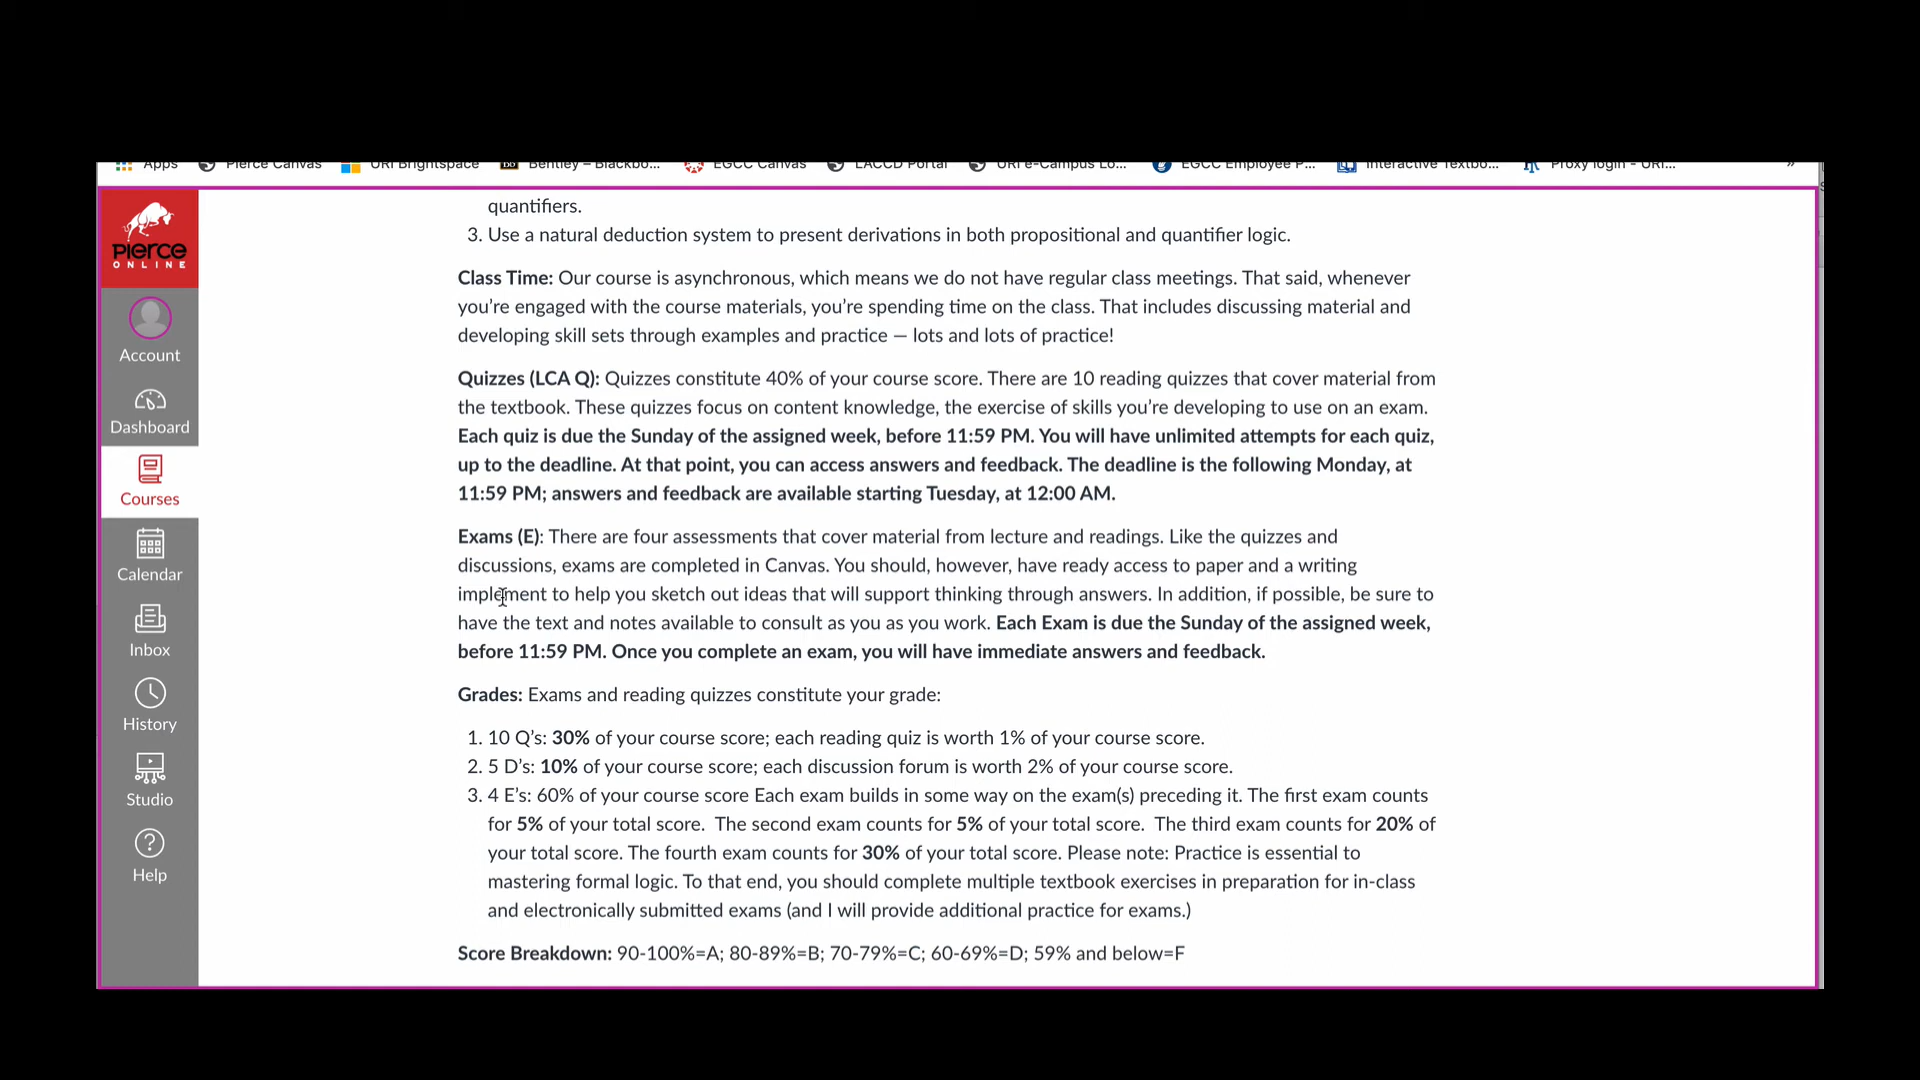 Apps Pierce Canvas URI Brightspace Bentley – Blackbo... EGCC Canvas LACCD Portal URI e-Campus Lo... EGCC Employee P... Interactive Textbo... Proxy login – URI... »
PIERCE
ONLINE
Account
Dashboard
Courses
Calendar
Inbox
History
Studio
Help
quantifiers.
3. Use a natural deduction system to present derivations in both propositional and quantifier logic.
Class Time: Our course is asynchronous, which means we do not have regular class meetings. That said, whenever
you’re engaged with the course materials, you’re spending time on the class. That includes discussing material and
developing skill sets through examples and practice — lots and lots of practice!
Quizzes (LCA Q): Quizzes constitute 40% of your course score. There are 10 reading quizzes that cover material from
the textbook. These quizzes focus on content knowledge, the exercise of skills you’re developing to use on an exam.
Each quiz is due the Sunday of the assigned week, before 11:59 PM. You will have unlimited attempts for each quiz,
up to the deadline. At that point, you can access answers and feedback. The deadline is the following Monday, at
11:59 PM; answers and feedback are available starting Tuesday, at 12:00 AM.
Exams (E): There are four assessments that cover material from lecture and readings. Like the quizzes and
discussions, exams are completed in Canvas. You should, however, have ready access to paper and a writing
implement to help you sketch out ideas that will support thinking through answers. In addition, if possible, be sure to
have the text and notes available to consult as you as you work. Each Exam is due the Sunday of the assigned week,
before 11:59 PM. Once you complete an exam, you will have immediate answers and feedback.
Grades: Exams and reading quizzes constitute your grade:
1. 10 Q’s: 30% of your course score; each reading quiz is worth 1% of your course score.
2. 5 D’s: 10% of your course score; each discussion forum is worth 2% of your course score.
3. 4 E’s: 60% of your course score Each exam builds in some way on the exam(s) preceding it. The first exam counts
for 5% of your total score. The second exam counts for 5% of your total score. The third exam counts for 20% of
your total score. The fourth exam counts for 30% of your total score. Please note: Practice is essential to
mastering formal logic. To that end, you should complete multiple textbook exercises in preparation for in-class
and electronically submitted exams (and I will provide additional practice for exams.)
Score Breakdown: 90-100%=A; 80-89%=B; 70-79%=C; 60-69%=D; 59% and below=F